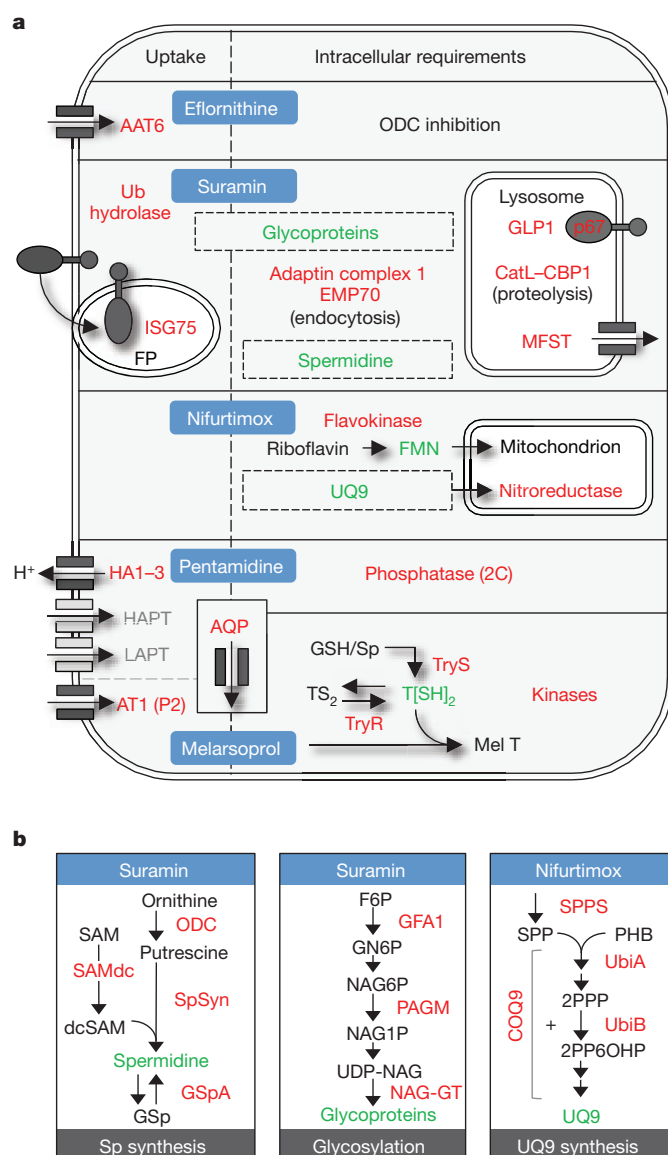 a
Uptake
Intracellular requirements
Eflornithine
AAT6
ODC inhibition
Suramin
Ub
hydrolase
Glycoproteins
Lysosome
GLP1
p67
Adaptin complex 1
EMP70
(endocytosis)
CatL–CBP1
(proteolysis)
ISG75
FP
MFST
Spermidine
Nifurtimox
Flavokinase
Riboflavin
FMN
Mitochondrion
UQ9
Nitroreductase
Pentamidine
H+
HA1–3
Phosphatase (2C)
HAPT
AQP
LAPT
GSH/Sp
TryS
TS2
T[SH]2
Kinases
AT1 (P2)
TryR
Melarsoprol
Mel T
b
Suramin
Ornithine
ODC
SAM
Putrescine
SAMdc
SpSyn
dcSAM
Spermidine
GSpA
GSp
Sp synthesis
Suramin
F6P
GFA1
GN6P
NAG6P
PAGM
NAG1P
UDP-NAG
NAG-GT
Glycoproteins
Glycosylation
Nifurtimox
SPPS
SPP
PHB
UbiA
2PPP
COQ9
+
UbiB
2PP6OHP
UQ9
UQ9 synthesis